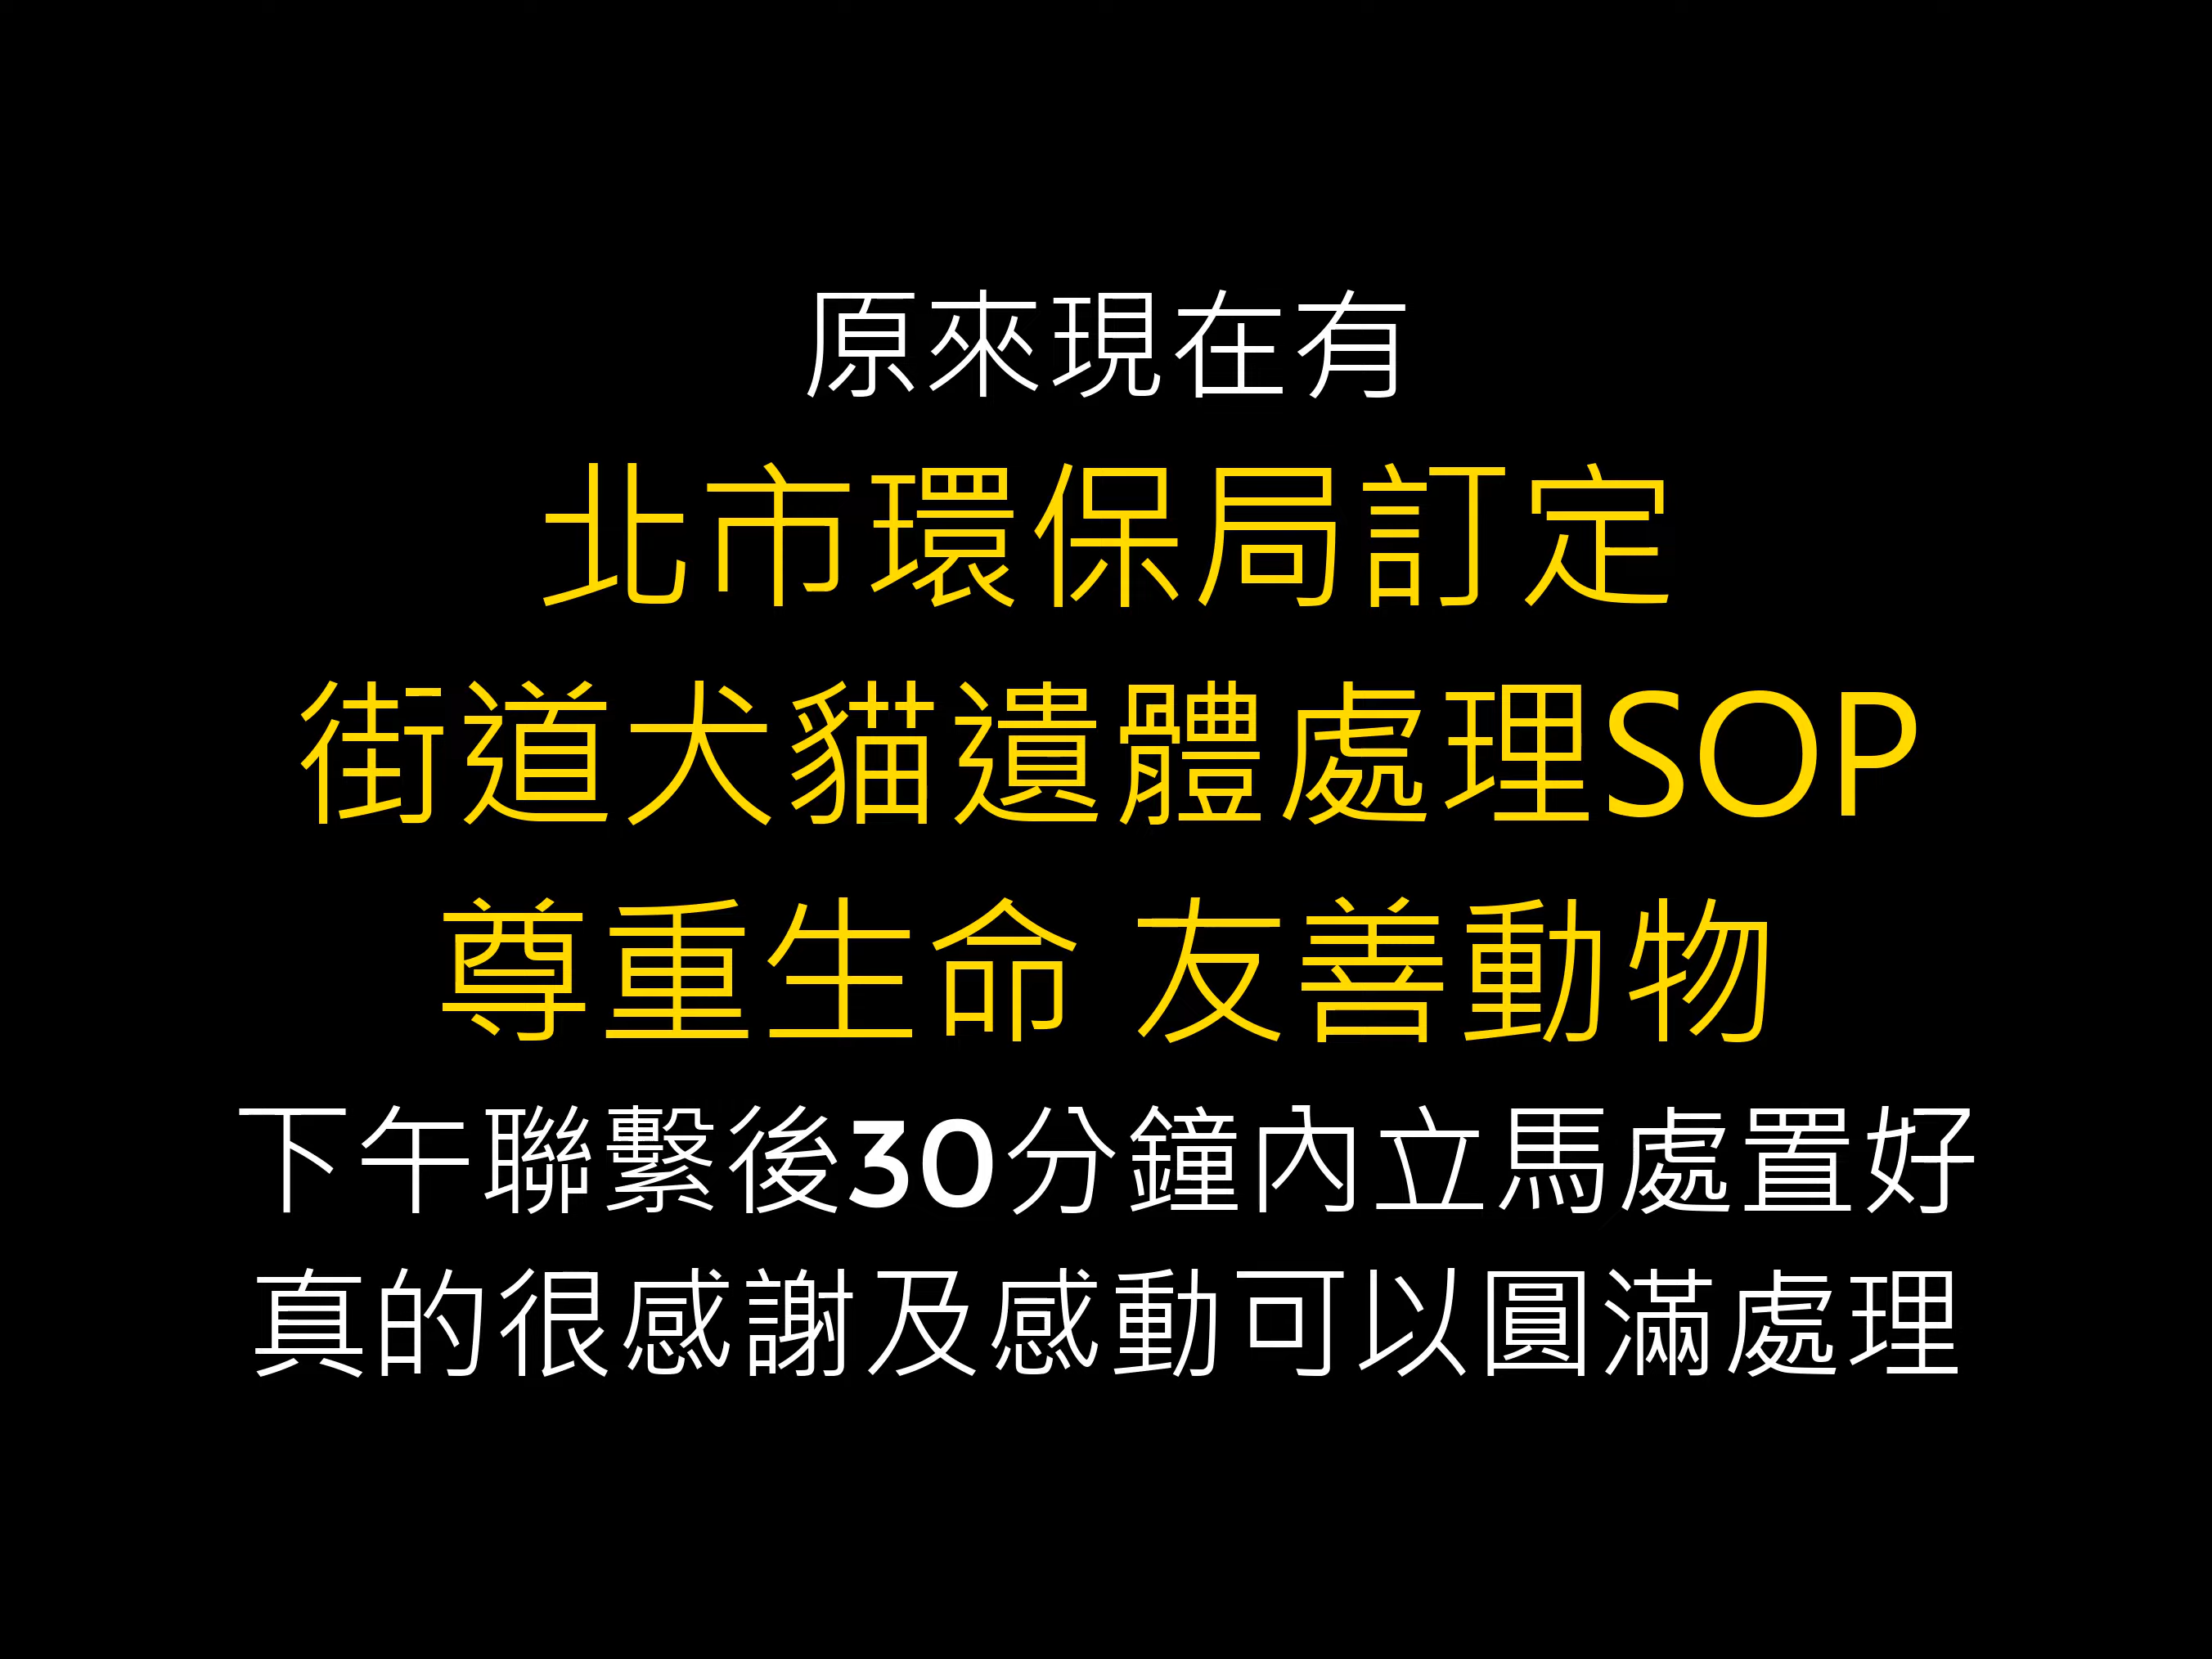 原來現在有
北市環保局訂定
街道犬貓遺體處理SOP
尊重生命 友善動物
下午聯繫後30分鐘內立馬處置好
真的很感謝及感動可以圓滿處理